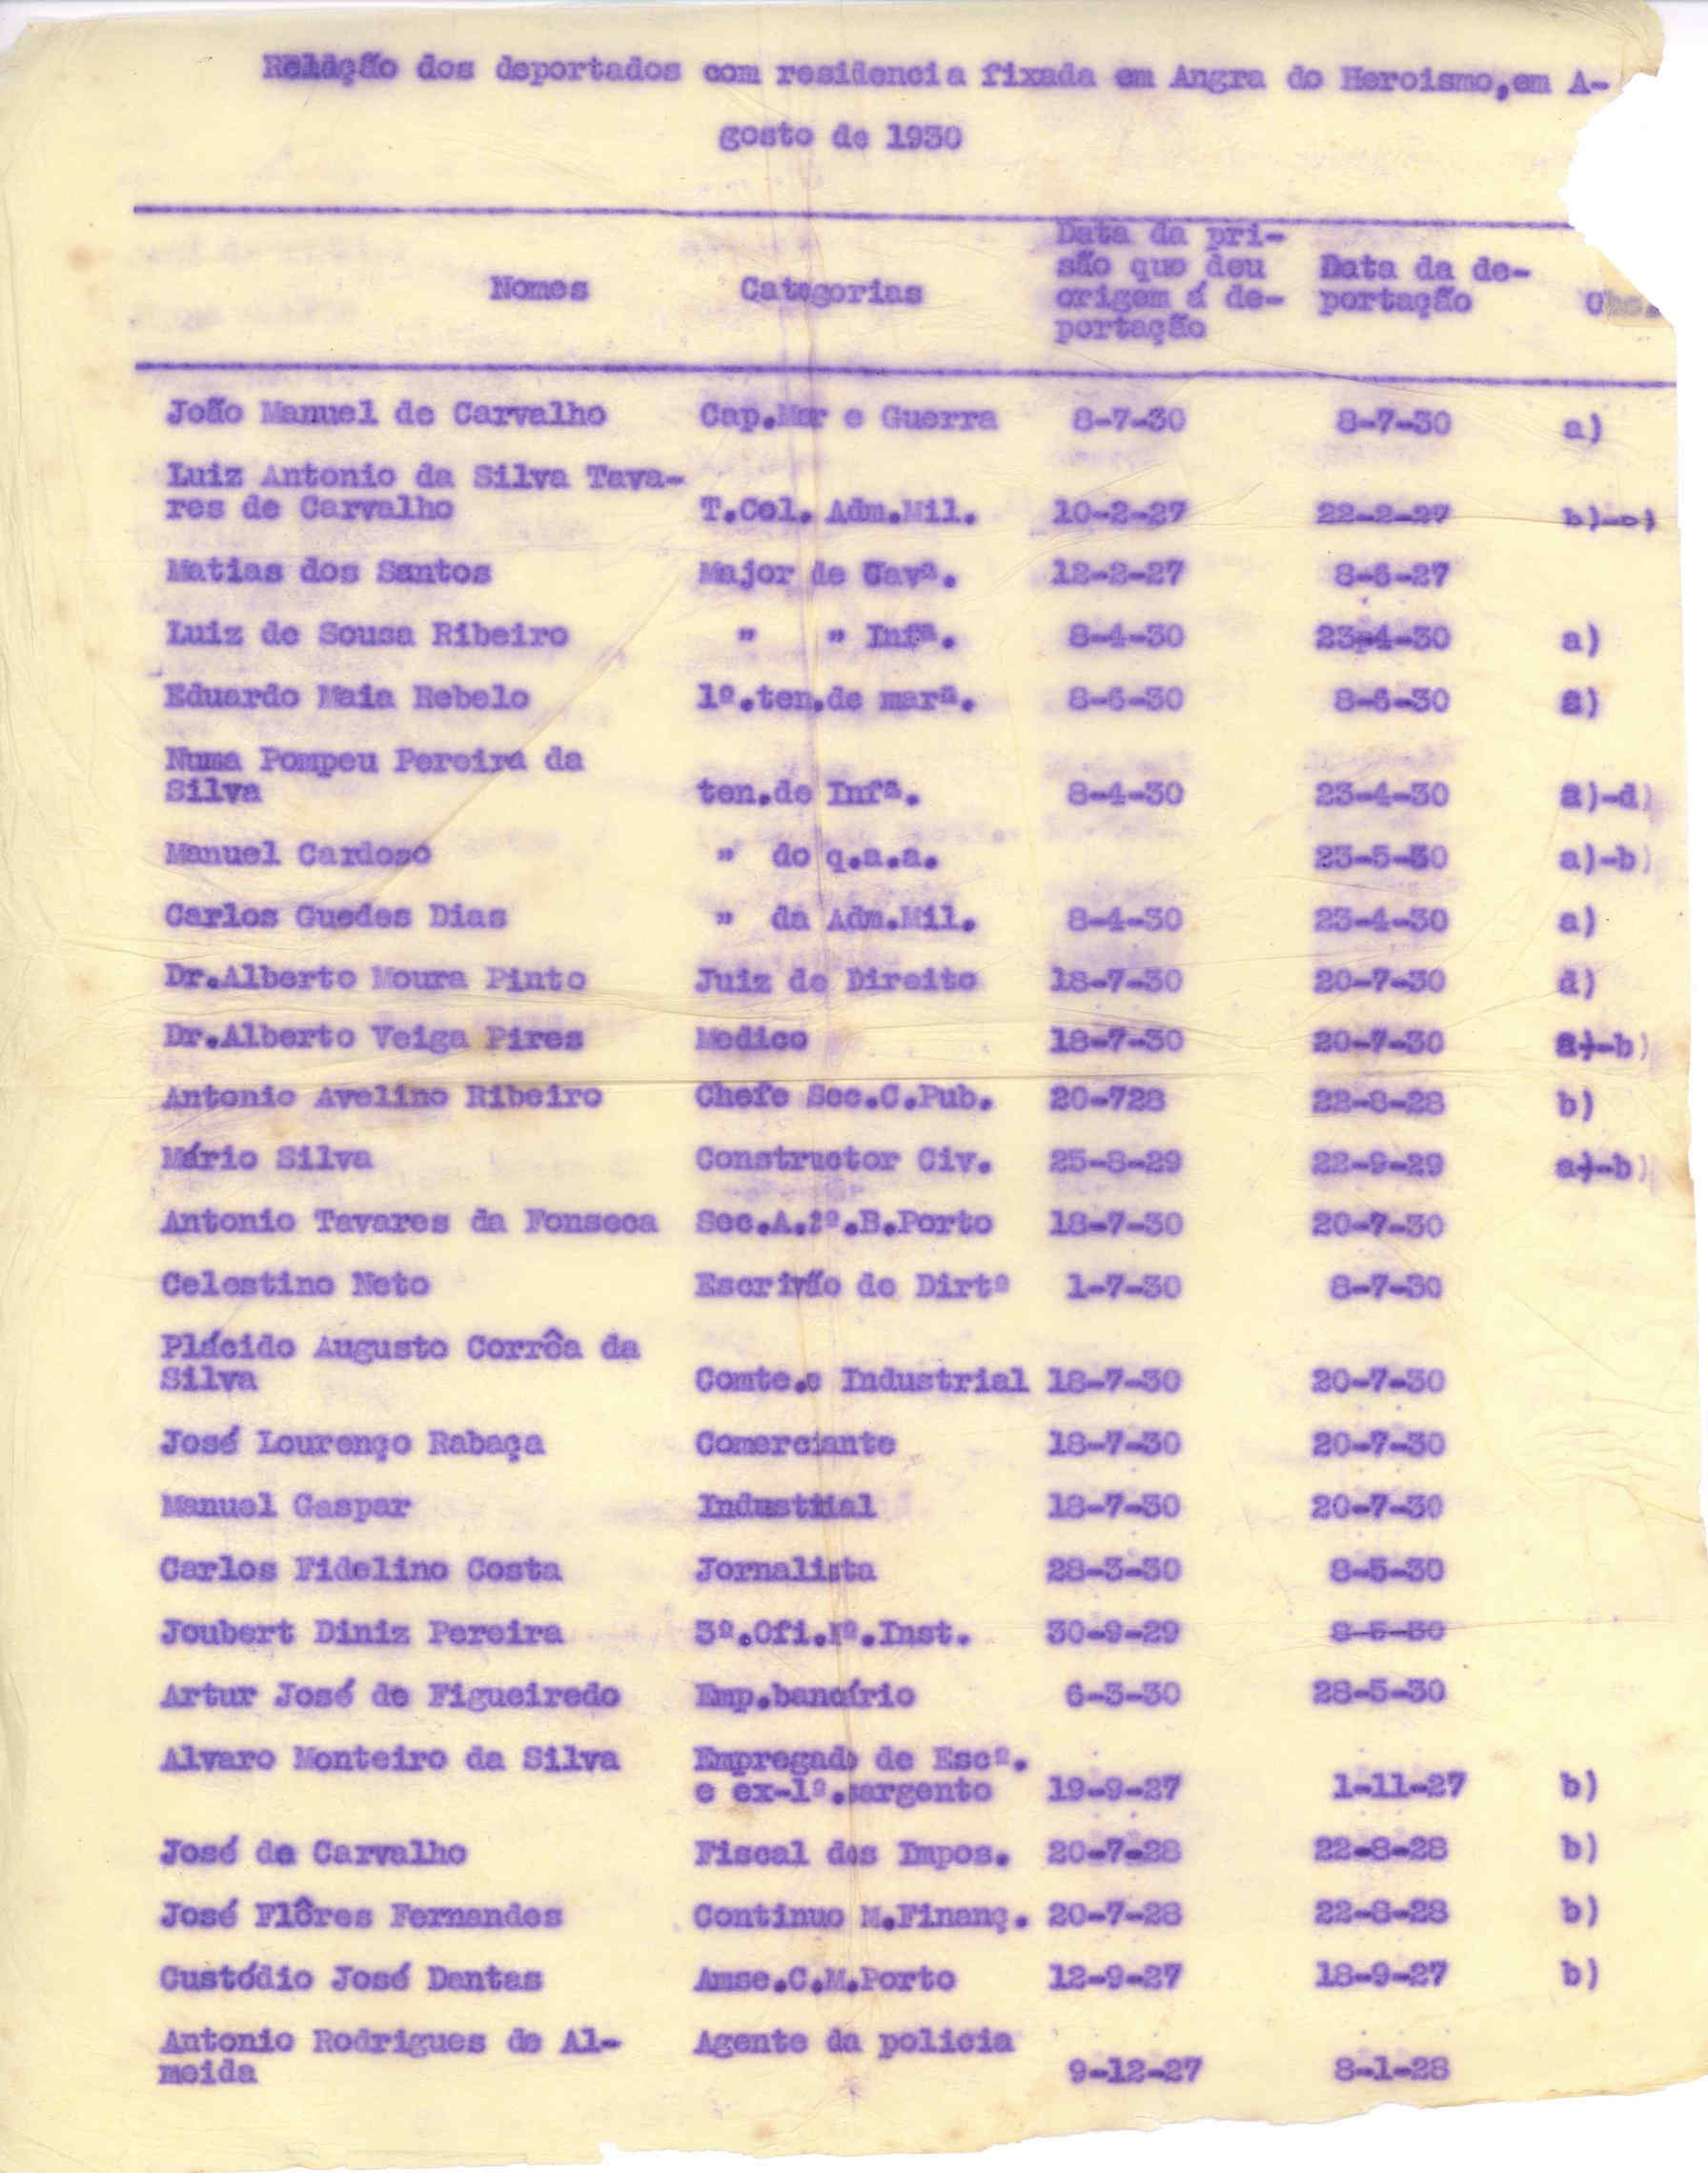 Relação dos deportados com residencia fixada em Angra do Heroismo,em A-
gosto de 1930
Nomes Categorias Data da pri-
são que deu
origem á de-
portação Data da de-
portação
João Manuel de Carvalho Cap.Mar e Guerra 8-7-30 8-7-30 a)
Luiz Antonio da Silva Tava-
res de Carvalho T.Col. Adm.Mil. 10-2-27 22-2-27 b)-c)
Matias dos Santos Major de Cavª. 12-2-27 8-6-27
Luiz de Sousa Ribeiro " " Infª. 8-4-30 23-4-30 a)
Eduardo Maia Rebelo 1º.ten.de marª. 8-6-30 8-6-30 a)
Numa Pompeu Pereira da
Silva ten.de Infª. 8-4-30 23-4-30 a)-d)
Manuel Cardoso " do q.a.a. 23-5-30 a)-b)
Carlos Guedes Dias " da Adm.Mil. 8-4-30 23-4-30 a)
Dr.Alberto Moura Pinto Juiz de Direito 18-7-30 20-7-30 d)
Dr.Alberto Veiga Pires Medico 18-7-30 20-7-30 a)-b)
Antonio Avelino Ribeiro Chefe Sec.C.Pub. 20-728 22-8-28 b)
Mário Silva Constructor Civ. 25-8-29 22-9-29 a)-b)
Antonio Tavares da Fonseca Sec.A.2º.B.Porto 18-7-30 20-7-30
Celestino Neto Escrivão de Dirtº 1-7-30 8-7-30
Plácido Augusto Corrêa da
Silva Comte.e Industrial 18-7-30 20-7-30
José Lourenço Rabaça Comerciante 18-7-30 20-7-30
Manuel Gaspar Industrial 18-7-30 20-7-30
Carlos Fidelino Costa Jornalista 28-3-30 8-5-30
Joubert Diniz Pereira 3º.Ofi.Iª.Inst. 30-9-29 8-5-30
Artur José de Figueiredo Emp.bancário 6-3-30 28-5-30
Alvaro Monteiro da Silva Empregado de Escª.
e ex-1º.sargento 19-9-27 1-11-27 b)
José de Carvalho Fiscal dos Impos. 20-7-28 22-8-28 b)
José Flôres Fernandes Continuo M.Finanç. 20-7-28 22-8-28 b)
Custódio José Dantas Amse.C.M.Porto 12-9-27 18-9-27 b)
Antonio Rodrigues de Al-
meida Agente da policia 9-12-27 8-1-28